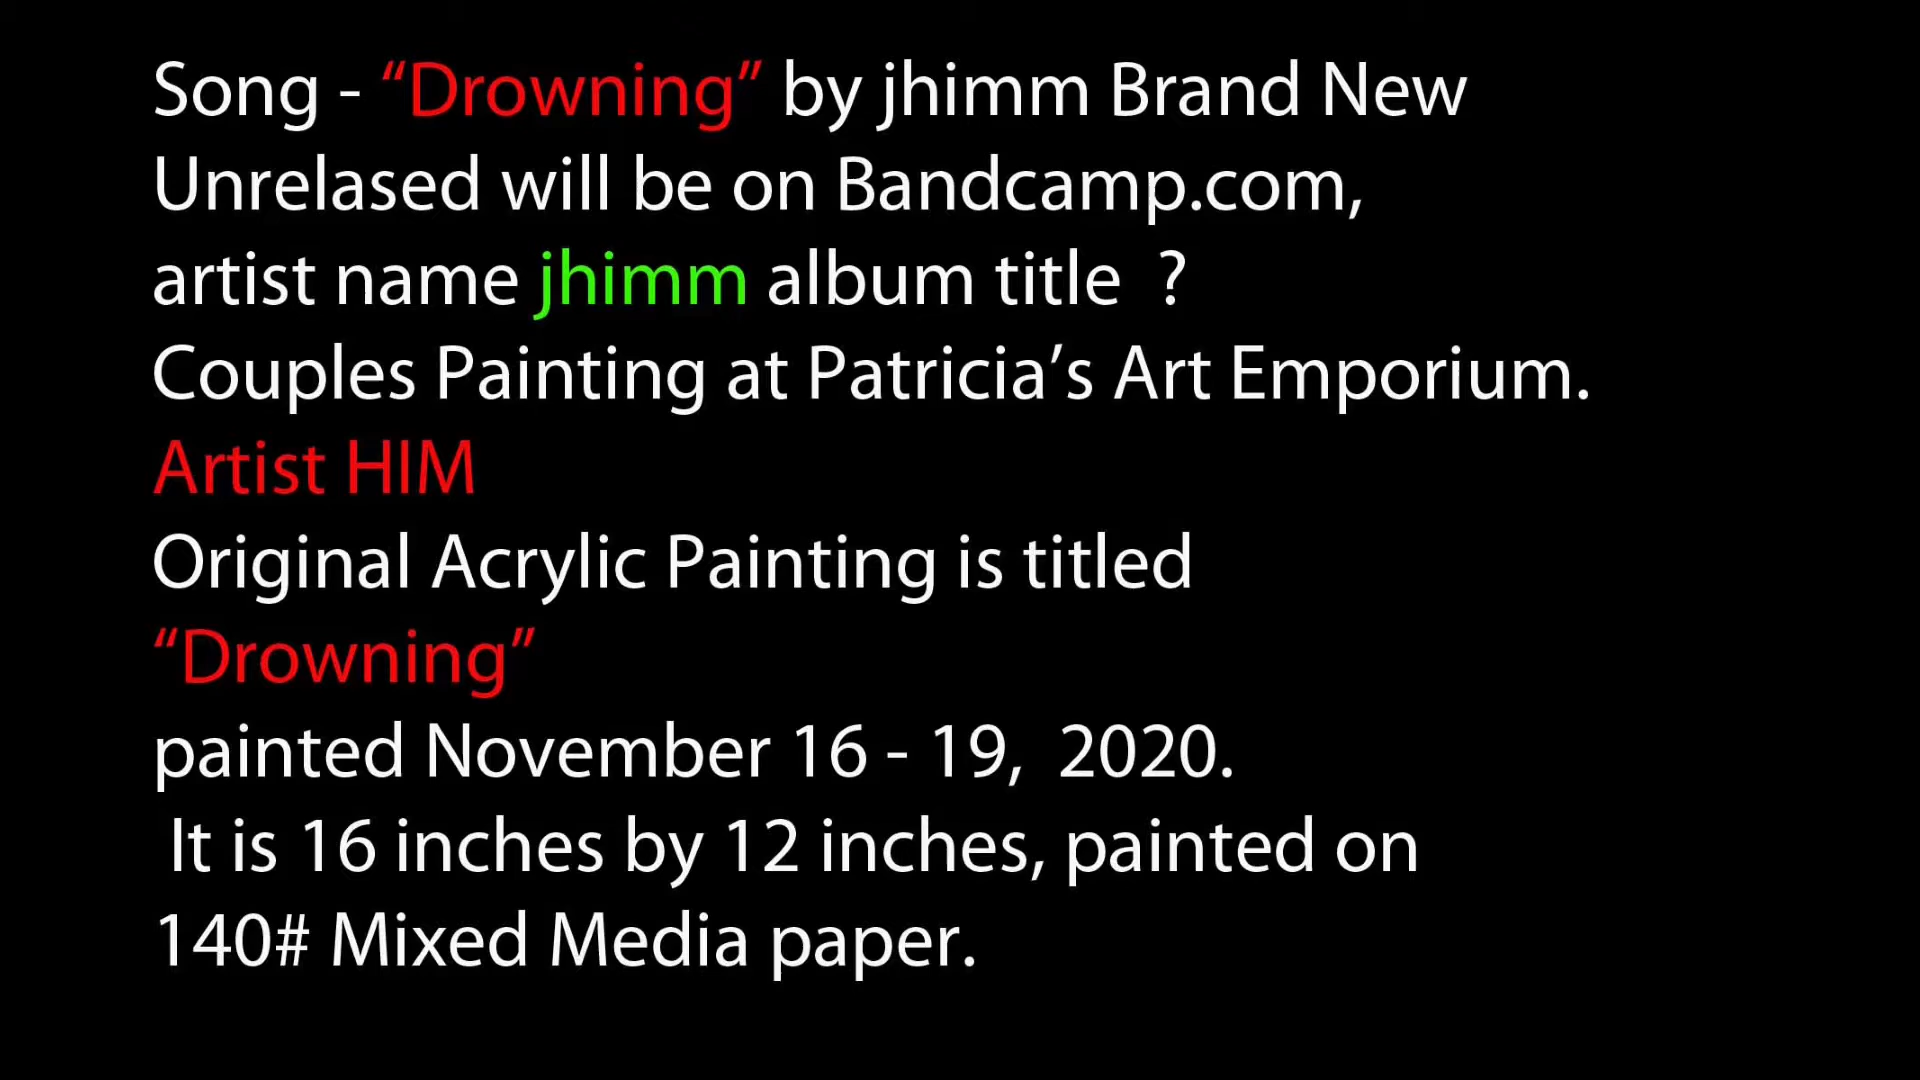 Song - “Drowning” by jhimm Brand New
Unrelased will be on Bandcamp.com,
artist name jhimm album title  ?
Couples Painting at Patricia’s Art Emporium.
Artist HIM
Original Acrylic Painting is titled
“Drowning”
painted November 16 - 19,  2020.
It is 16 inches by 12 inches, painted on
140# Mixed Media paper.